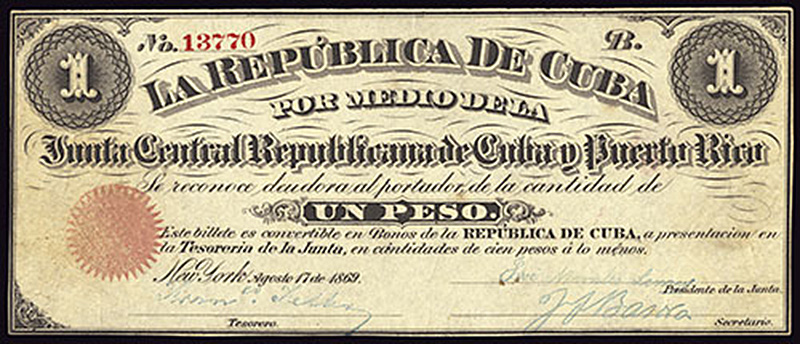 1 No. 13770 B. 1
LA REPÚBLICA DE CUBA
POR MEDIO DE LA
Junta Central Republicana de Cuba y Puerto Rico
Se reconoce deudora, al portador, de la cantidad de
UN PESO.
Este billete es convertible en Bonos de la REPÚBLICA DE CUBA, a presentacion en
la Tesoreria de la Junta, en cántidades de cien pesos á lo ménos.
New York Agosto 17 de 1869.
Presidente de la Junta.
Tesorero. Secretario.